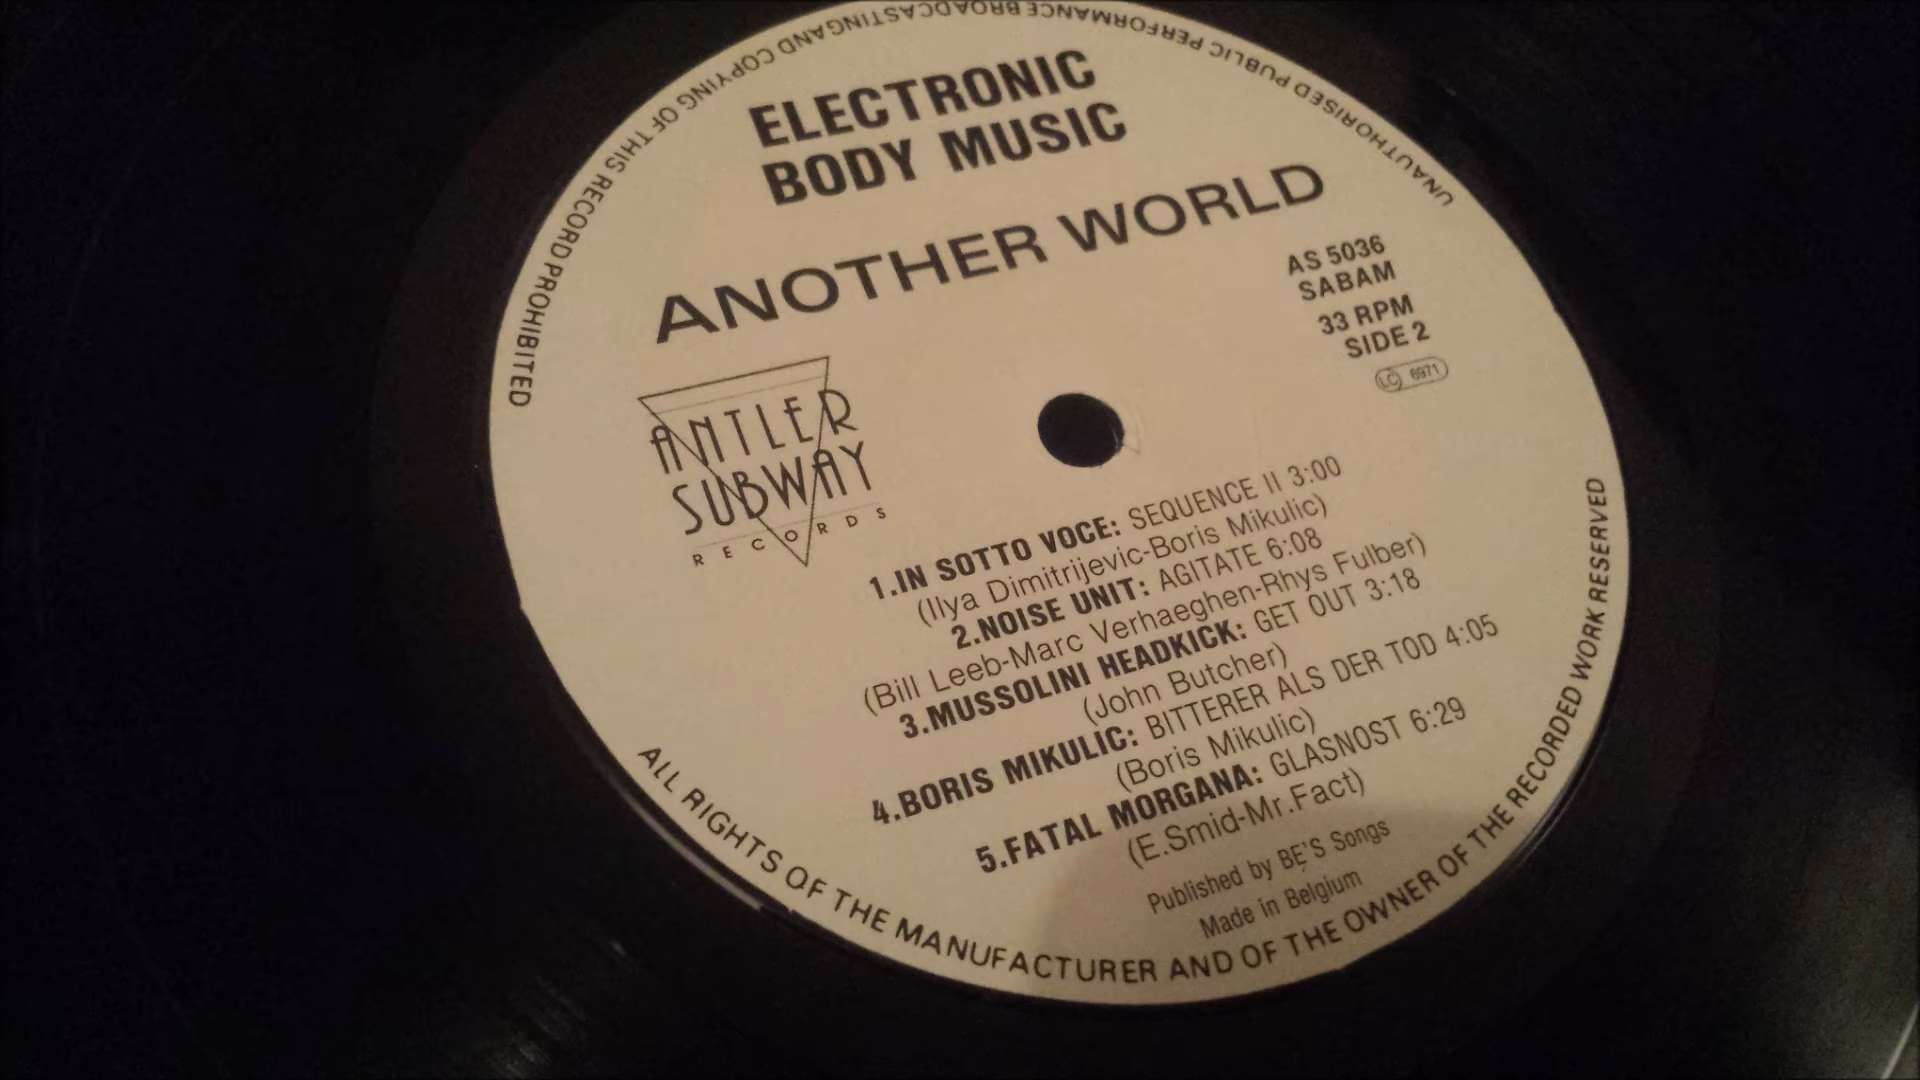 UNAUTHORISED PUBLIC PERFORMANCE BROADCASTINGAND COPYING OF THIS RECORD PROHIBITED
ELECTRONIC
BODY MUSIC
ANOTHER WORLD
AS 5036
SABAM
33 RPM
SIDE 2
LC 6971
ANTLER
SUBWAY
RECORDS
1.IN SOTTO VOCE: SEQUENCE II 3:00
(Ilya Dimitrijevic-Boris Mikulic)
2.NOISE UNIT: AGITATE 6:08
(Bill Leeb-Marc Verhaeghen-Rhys Fulber)
3.MUSSOLINI HEADKICK: GET OUT 3:18
(John Butcher)
4.BORIS MIKULIC: BITTERER ALS DER TOD 4:05
(Boris Mikulic)
5.FATAL MORGANA: GLASNOST 6:29
(E.Smid-Mr.Fact)
Published by BE'S Songs
Made in Belgium
ALL RIGHTS OF THE MANUFACTURER AND OF THE OWNER OF THE RECORDED WORK RESERVED